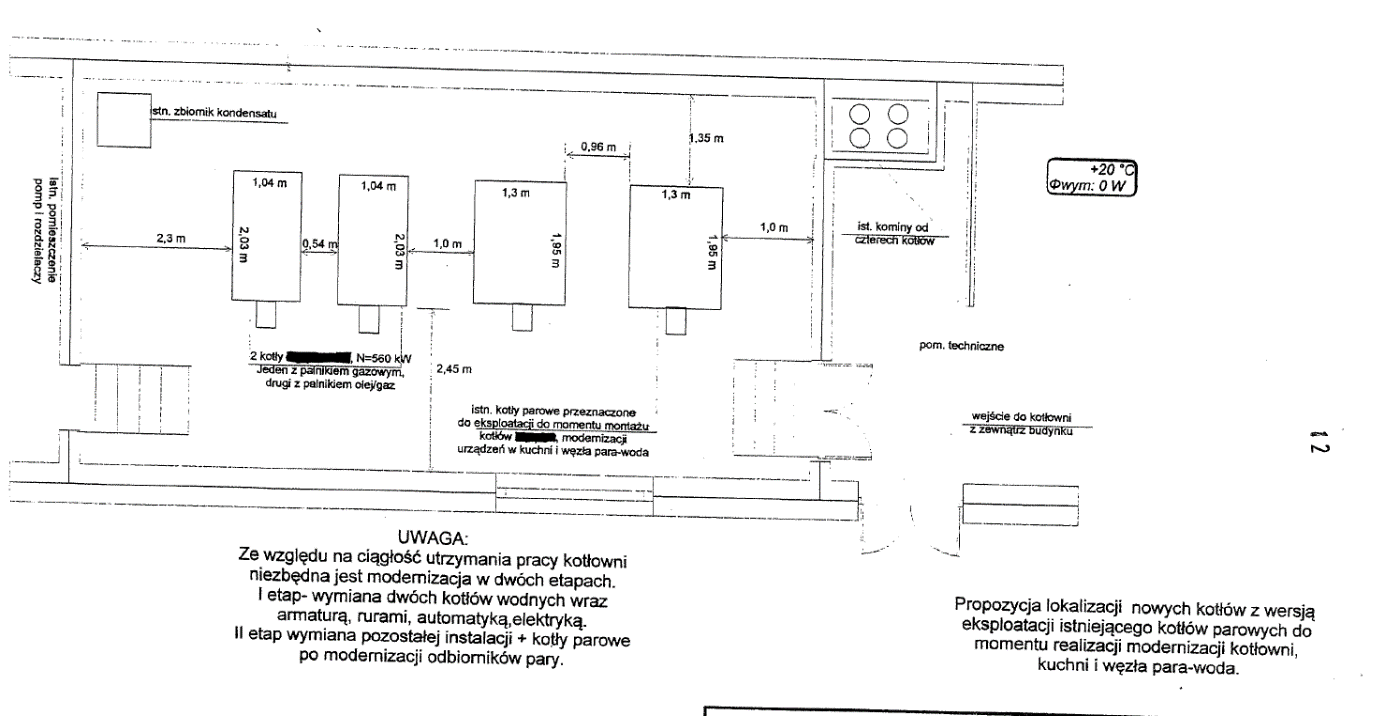 istn. zbiornik kondensatu
1,35 m
0,96 m
+20 °C
Φwym: 0 W
1,04 m
1,04 m
1,3 m
1,3 m
istn. pomieszczenie
pomp i rozdzielaczy
2,3 m
2,03 m
0,54 m
2,03 m
1,0 m
1,95 m
1,95 m
1,0 m
ist. kominy od
czterech kotłów
pom. techniczne
2 kotły , N=560 kW
Jeden z palnikiem gazowym,
drugi z palnikiem olej/gaz
2,45 m
istn. kotły parowe przeznaczone
do eksploatacji do momentu montażu
kotłów , modernizacji
urządzeń w kuchni i węzła para-woda
wejście do kotłowni
z zewnątrz budynku
12
UWAGA:
Ze względu na ciągłość utrzymania pracy kotłowni
niezbędna jest modernizacja w dwóch etapach.
I etap- wymiana dwóch kotłów wodnych wraz
armaturą, rurami, automatyką,elektryką.
II etap wymiana pozostałej instalacji + kotły parowe
po modernizacji odbiorników pary.
Propozycja lokalizacji nowych kotłów z wersją
eksploatacji istniejącego kotłów parowych do
momentu realizacji modernizacji kotłowni,
kuchni i węzła para-woda.